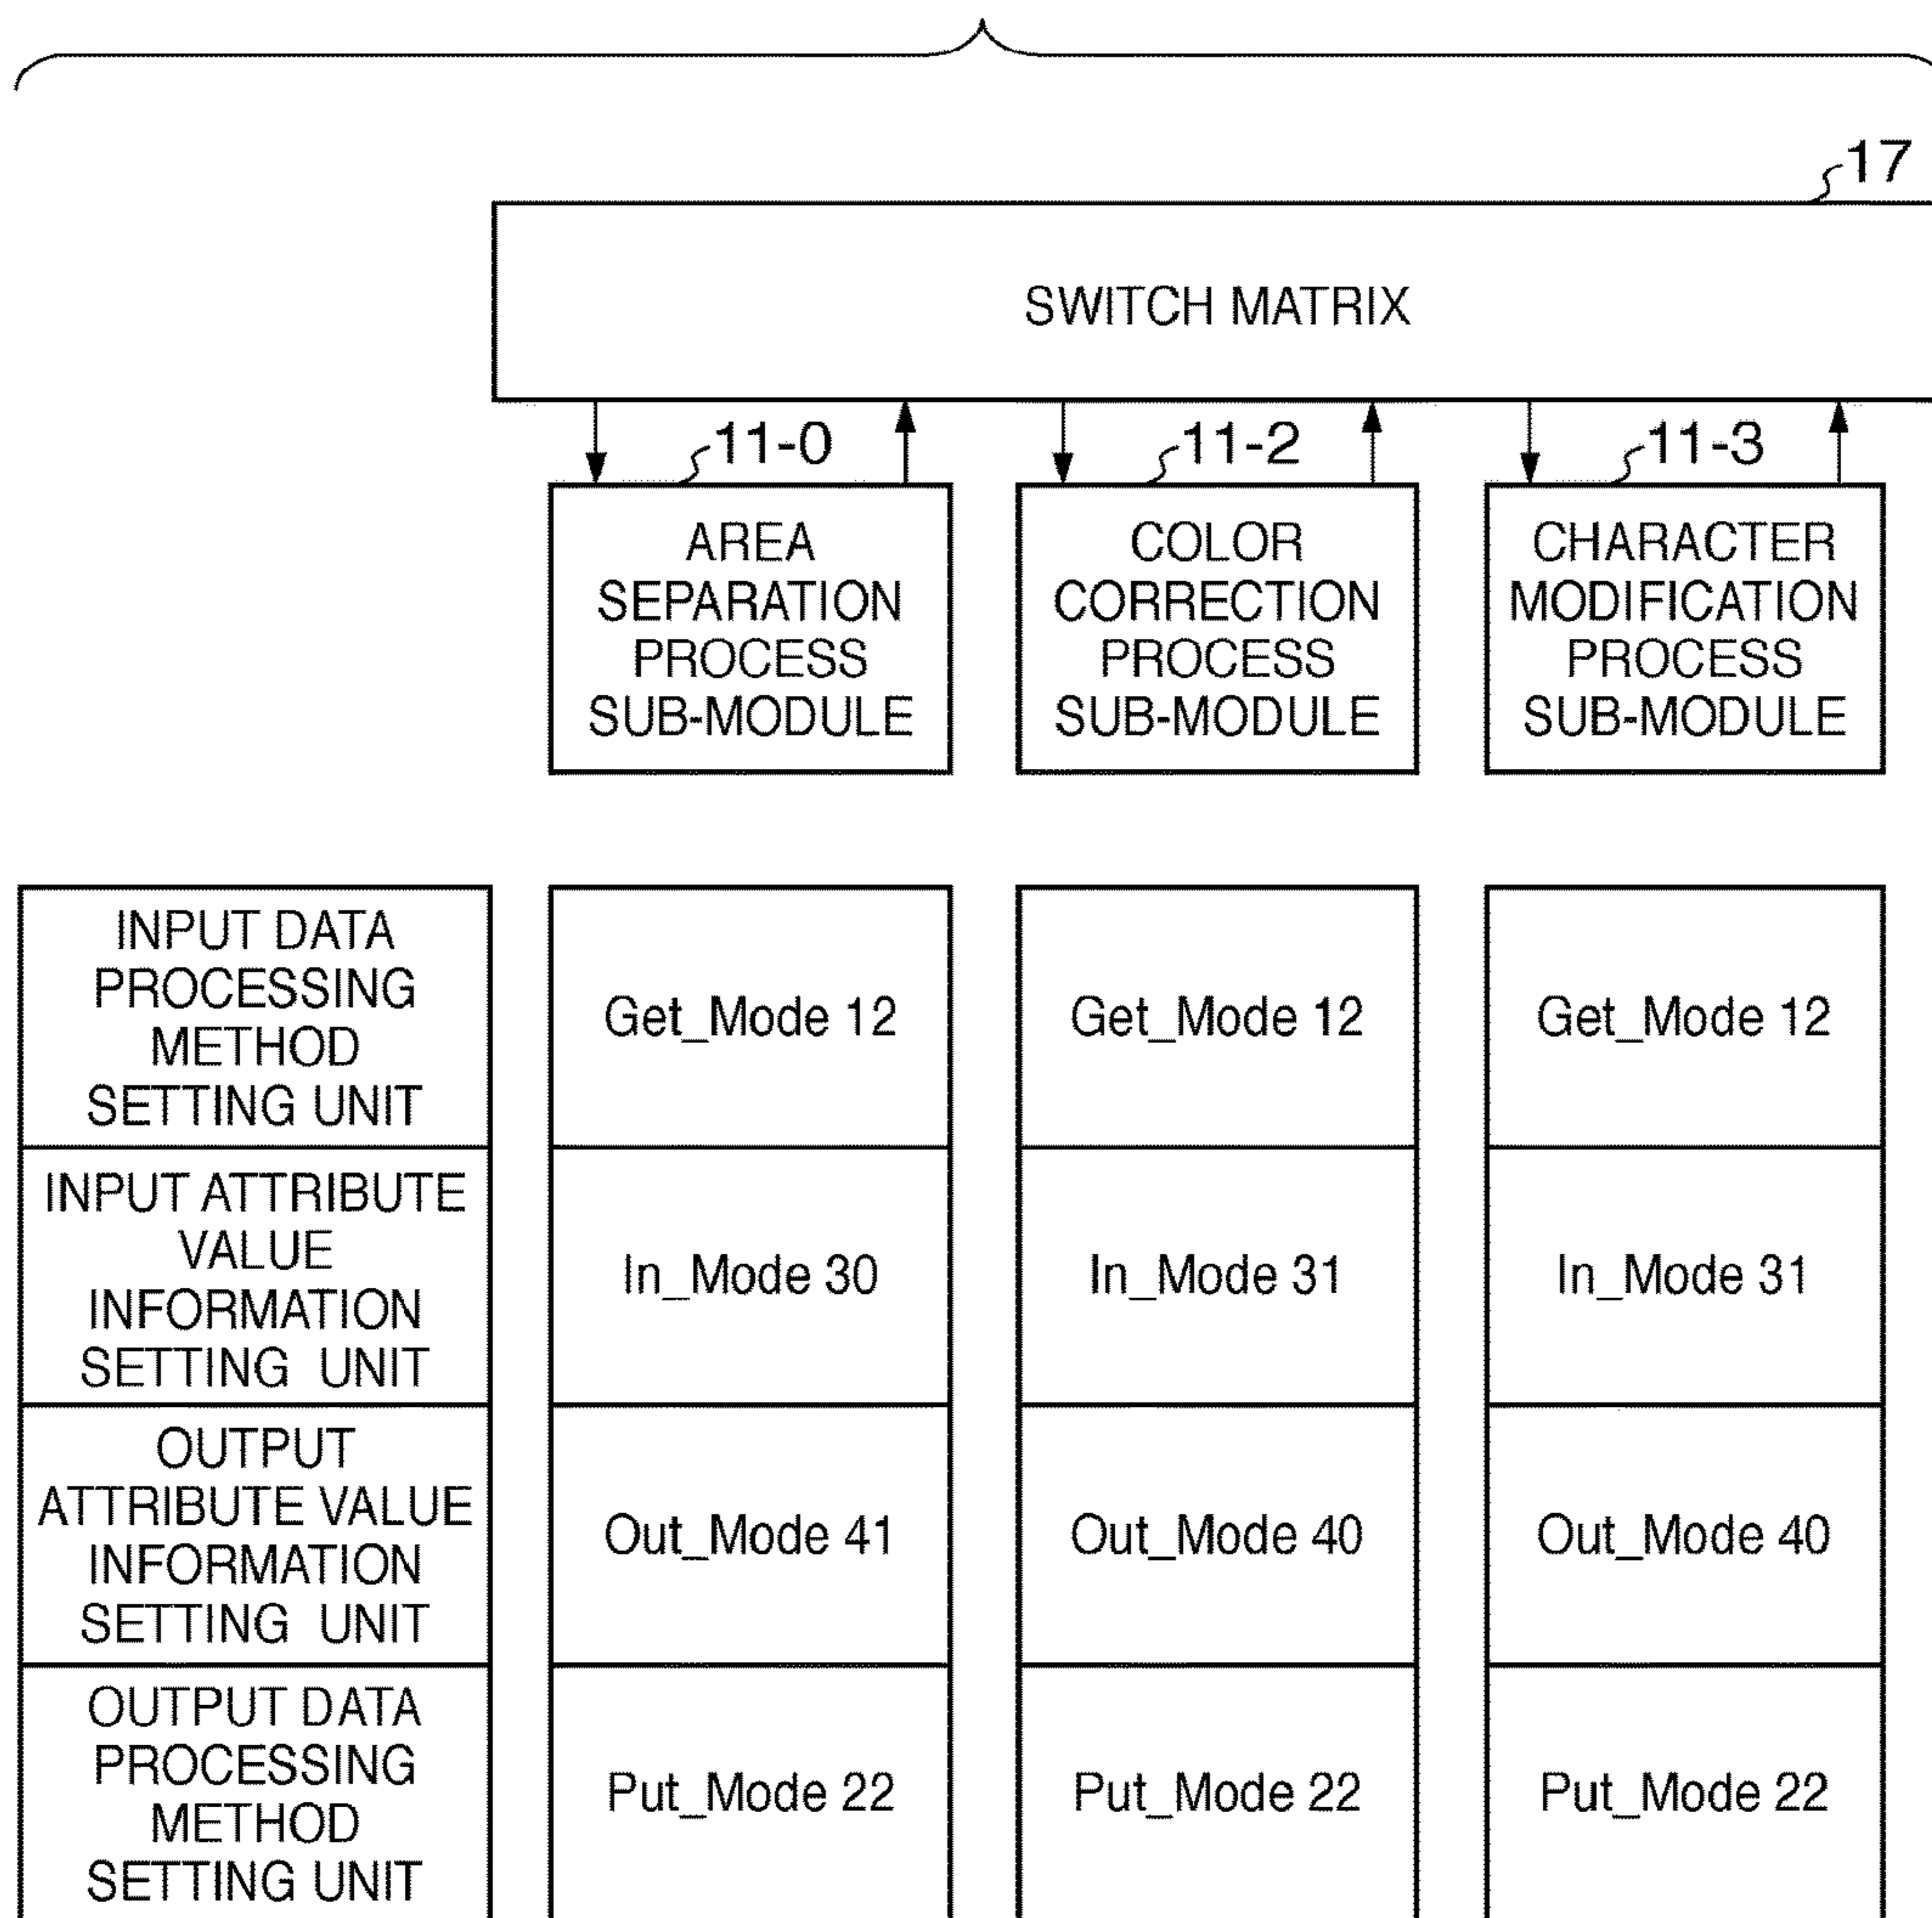 17
SWITCH MATRIX
11-0
11-2
11-3
AREA
SEPARATION
PROCESS
SUB-MODULE
COLOR
CORRECTION
PROCESS
SUB-MODULE
CHARACTER
MODIFICATION
PROCESS
SUB-MODULE
INPUT DATA
PROCESSING
METHOD
SETTING UNIT
Get_Mode 12
Get_Mode 12
Get_Mode 12
INPUT ATTRIBUTE
VALUE
INFORMATION
SETTING UNIT
In_Mode 30
In_Mode 31
In_Mode 31
OUTPUT
ATTRIBUTE VALUE
INFORMATION
SETTING UNIT
Out_Mode 41
Out_Mode 40
Out_Mode 40
OUTPUT DATA
PROCESSING
METHOD
SETTING UNIT
Put_Mode 22
Put_Mode 22
Put_Mode 22